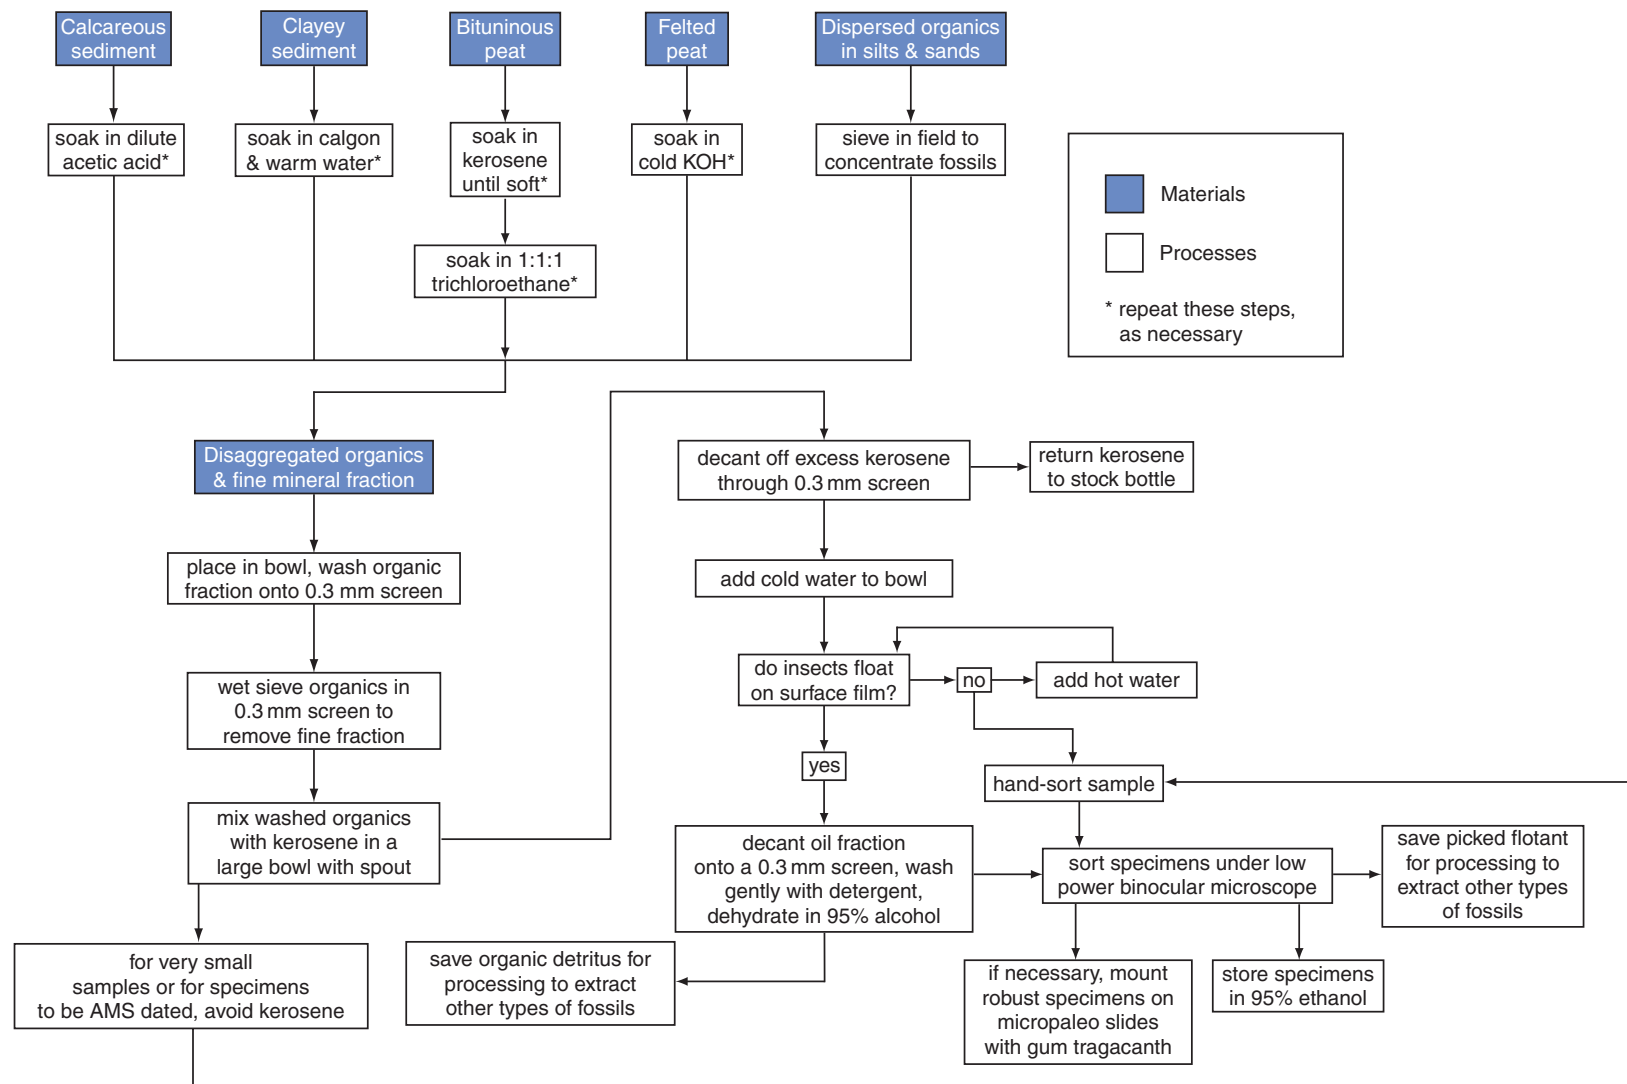 Calcareous
sediment
Clayey
sediment
Bituninous
peat
Felted
peat
Dispersed organics
in silts & sands
soak in dilute
acetic acid*
soak in calgon
& warm water*
soak in
kerosene
until soft*
soak in
cold KOH*
sieve in field to
concentrate fossils
soak in 1:1:1
trichloroethane*
Materials
Processes
* repeat these steps,
as necessary
Disaggregated organics
& fine mineral fraction
place in bowl, wash organic
fraction onto 0.3 mm screen
wet sieve organics in
0.3 mm screen to
remove fine fraction
mix washed organics
with kerosene in a
large bowl with spout
for very small
samples or for specimens
to be AMS dated, avoid kerosene
decant off excess kerosene
through 0.3 mm screen
return kerosene
to stock bottle
add cold water to bowl
do insects float
on surface film?
no
add hot water
yes
hand-sort sample
decant oil fraction
onto a 0.3 mm screen, wash
gently with detergent,
dehydrate in 95% alcohol
sort specimens under low
power binocular microscope
save picked flotant
for processing to
extract other types
of fossils
save organic detritus for
processing to extract
other types of fossils
if necessary, mount
robust specimens on
micropaleo slides
with gum tragacanth
store specimens
in 95% ethanol